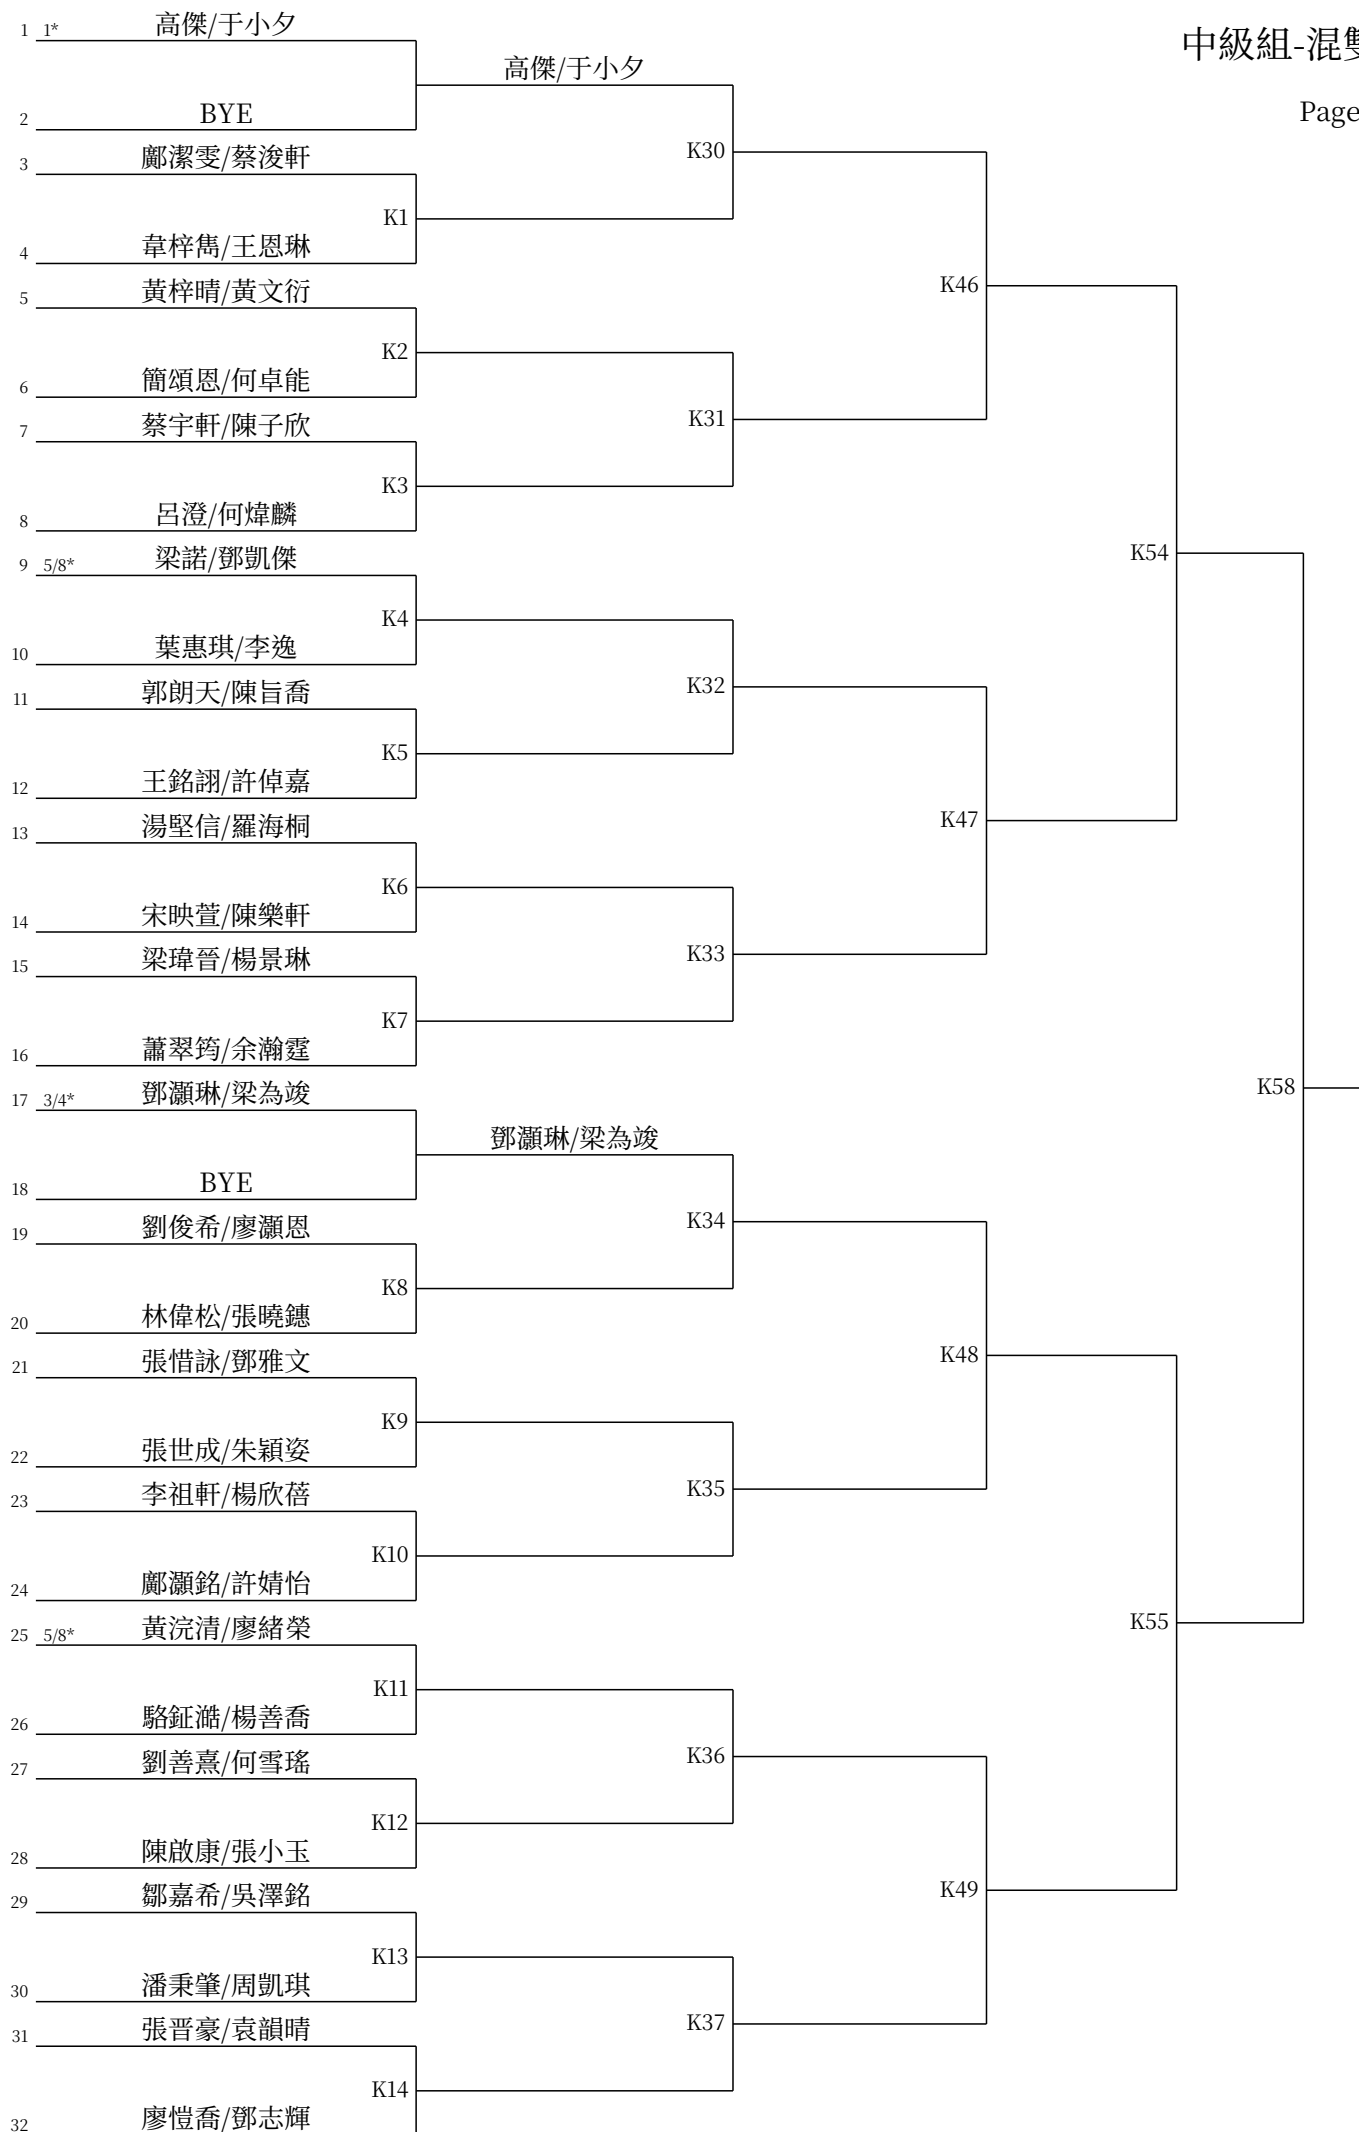 1 1* 高傑/于小夕
中級組-混雙
高傑/于小夕
2 BYE
Page
3 鄺潔雯/蔡浚軒
K30
K1
4 韋梓雋/王恩琳
5 黃梓晴/黃文衍
K46
K2
6 簡頌恩/何卓能
7 蔡宇軒/陳子欣
K31
K3
8 呂澄/何煒麟
9 5/8* 梁諾/鄧凱傑
K54
K4
10 葉惠琪/李逸
11 郭朗天/陳旨喬
K32
K5
12 王銘詡/許倬嘉
13 湯堅信/羅海桐
K47
K6
14 宋映萱/陳樂軒
15 梁瑋晉/楊景琳
K33
K7
16 蕭翠筠/余瀚霆
17 3/4* 鄧灝琳/梁為竣
K58
鄧灝琳/梁為竣
18 BYE
19 劉俊希/廖灝恩
K34
K8
20 林偉松/張曉鏸
21 張惜詠/鄧雅文
K48
K9
22 張世成/朱穎姿
23 李祖軒/楊欣蓓
K35
K10
24 鄺灝銘/許婧怡
25 5/8* 黃浣清/廖緒榮
K55
K11
26 駱鉦澔/楊善喬
27 劉善熹/何雪瑤
K36
K12
28 陳啟康/張小玉
29 鄒嘉希/吳澤銘
K49
K13
30 潘秉肇/周凱琪
31 張晋豪/袁韻晴
K37
K14
32 廖愷喬/鄧志輝